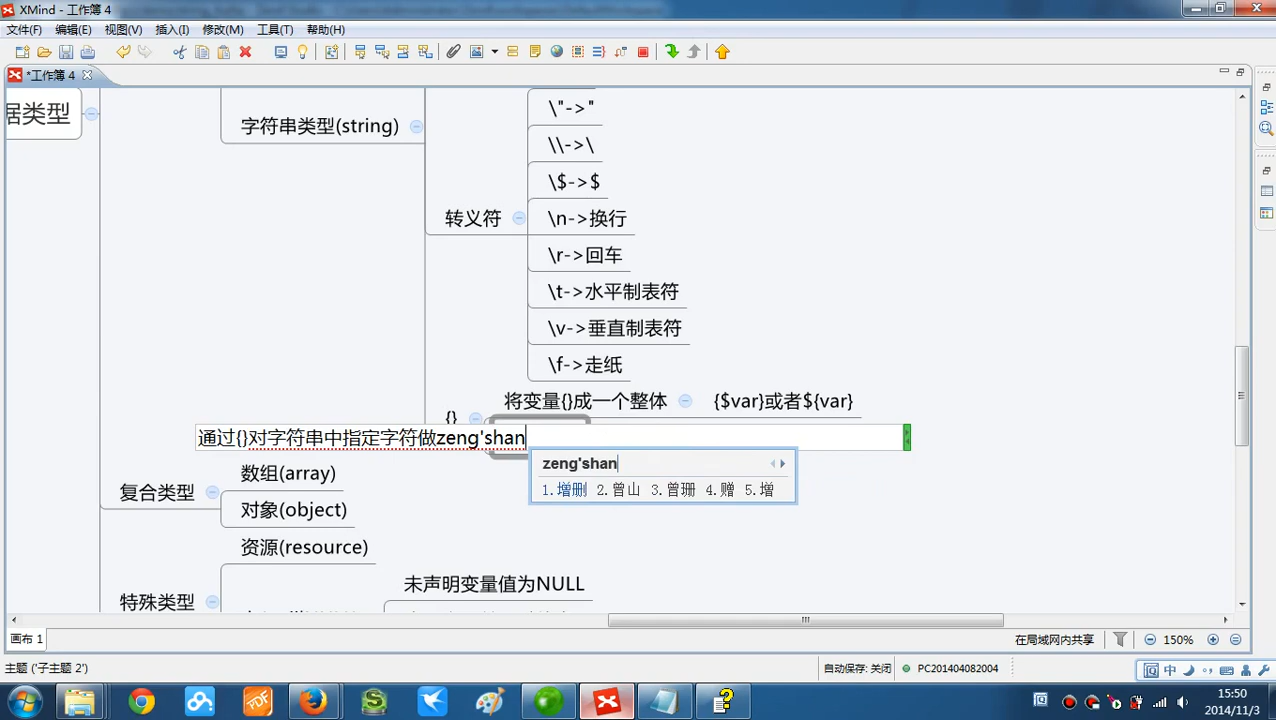 XMind - 工作簿 4
文件(F) 编辑(E) 视图(V) 插入(I) 修改(M) 工具(T) 帮助(H)
*工作簿 4
据类型
字符串类型(string)
\"->"
\\->\
\$->$
转义符
\n->换行
\r->回车
\t->水平制表符
\v->垂直制表符
\f->走纸
{}
将变量{}成一个整体
{$var}或者${var}
通过{}对字符串中指定字符做zeng'shan
zeng'shan
1.增删 2.曾山 3.曾珊 4.赠 5.增
复合类型
数组(array)
对象(object)
资源(resource)
特殊类型
未声明变量值为NULL
画布 1
在局域网内共享
150%
主题 ('子主题 2')
自动保存: 关闭
PC201404082004
中
15:50
2014/11/3